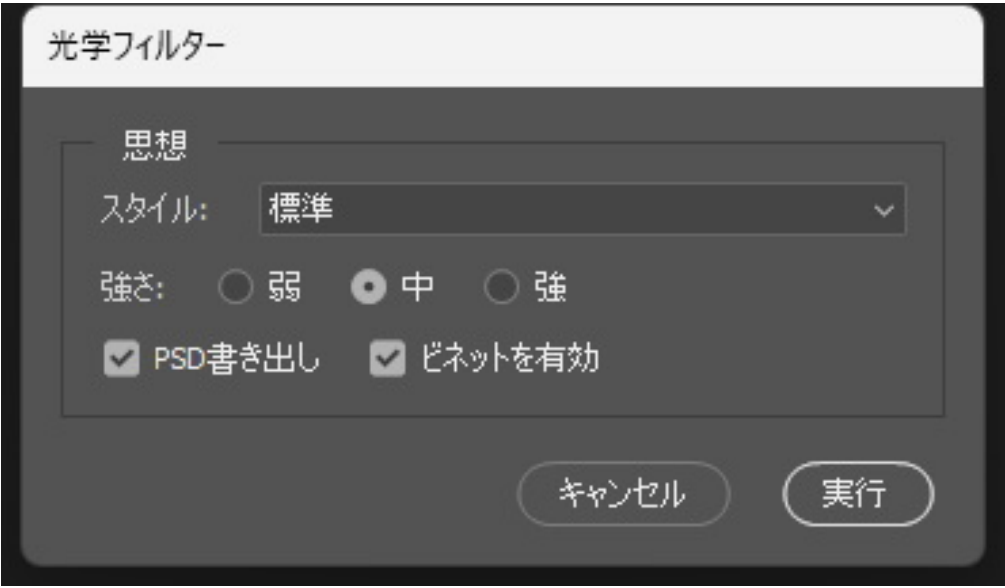 光学フィルター
思想
スタイル: 標準
強さ: 弱 中 強
PSD書き出し ビネットを有効
キャンセル 実行